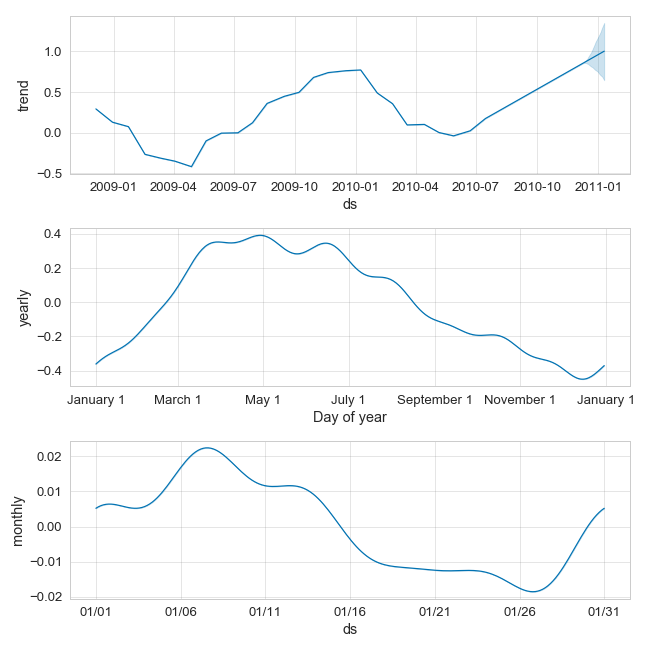 1.0
0.5
0.0
−0.5
trend
2009-01 2009-04 2009-07 2009-10 2010-01 2010-04 2010-07 2010-10 2011-01
ds
0.4
0.2
0.0
−0.2
−0.4
yearly
January 1 March 1 May 1 July 1 September 1 November 1 January 1
Day of year
0.02
0.01
0.00
−0.01
−0.02
monthly
01/01 01/06 01/11 01/16 01/21 01/26 01/31
ds